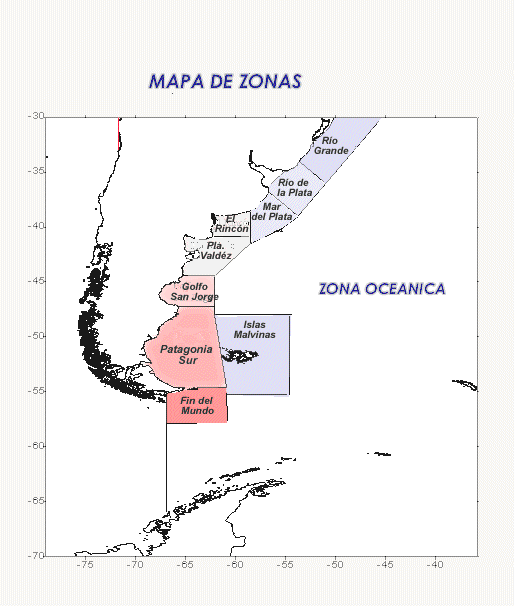 MAPA DE ZONAS
-30
Rio
Grande
-35
Rio de
la Plata
Mar
del Plata
-40
El
Rincón
Pla.
Valdéz
-45
Golfo
San Jorge
ZONA OCEANICA
Islas
Malvinas
-50
Patagonia
Sur
-55
Fin del
Mundo
-60
-65
-70
-75 -70 -65 -60 -55 -50 -45 -40